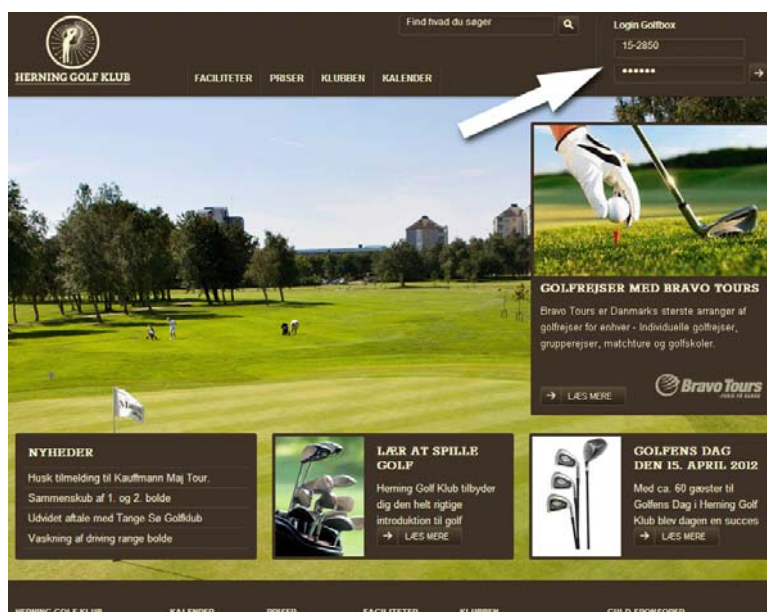 Find hvad du søger
Login Golfbox
15-2850
••••••
HERNING GOLF KLUB
FACILITETER PRISER KLUBBEN KALENDER
GOLFREJSER MED BRAVO TOURS
Bravo Tours er Danmarks største arrangør af
golfrejser for enhver - Individuelle golfrejser,
grupperejser, matchture og golfskoler.
LÆS MERE
Bravo Tours
NYHEDER
Husk tilmelding til Kauffmann Maj Tour.
Sammenskub af 1. og 2. bolde
Udvidet aftale med Tange Sø Golfklub
Vaskning af driving range bolde
LÆR AT SPILLE
GOLF
Herning Golf Klub tilbyder
dig den helt rigtige
introduktion til golf
LÆS MERE
GOLFENS DAG
DEN 15. APRIL 2012
Med ca. 60 gæster til
Golfens Dag i Herning Golf
Klub blev dagen en succes
LÆS MERE
HERNING GOLF KLUB KALENDER PRISER FACILITETER KLUBBEN GULD SPONSORER